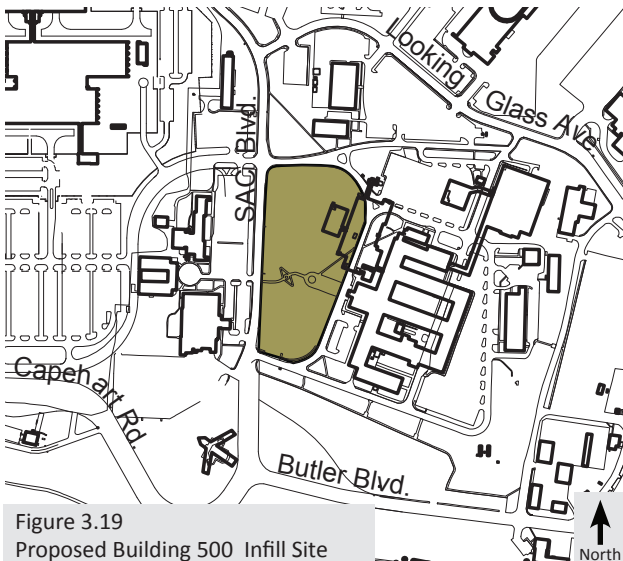 Looking
Glass Ave.
SAC Blvd.
Capehart Rd.
Butler Blvd.
Figure 3.19
Proposed Building 500 Infill Site
North